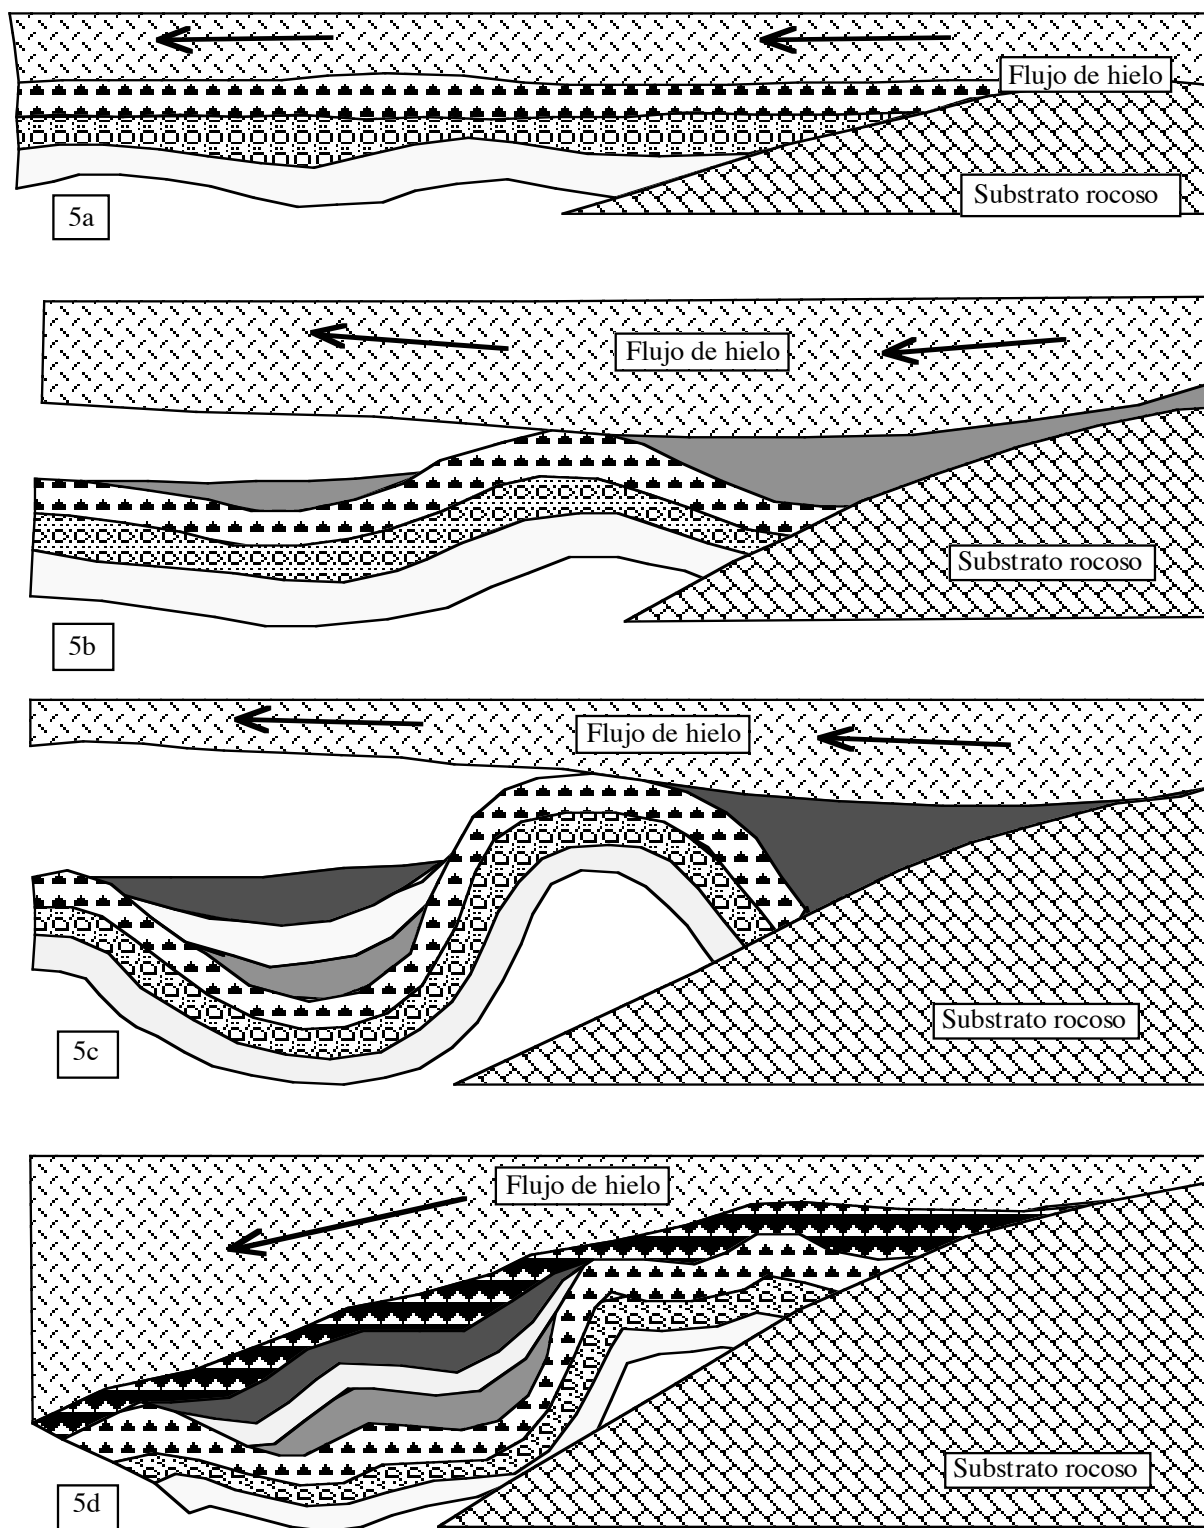 Flujo de hielo
Substrato rocoso
5a
Flujo de hielo
Substrato rocoso
5b
Flujo de hielo
Substrato rocoso
5c
Flujo de hielo
Substrato rocoso
5d